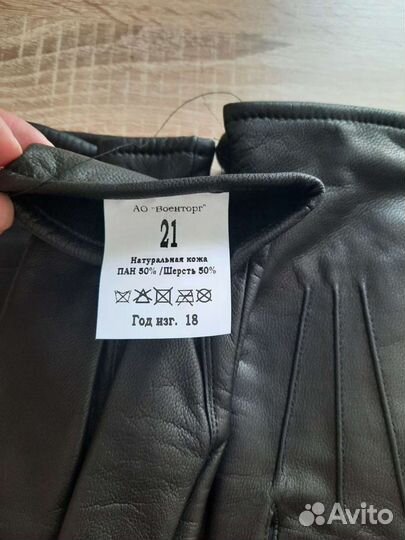 АО "Военторг"
21
Натуральная кожа
ПАН 50% /Шерсть 50%
Год изг. 18
Avito